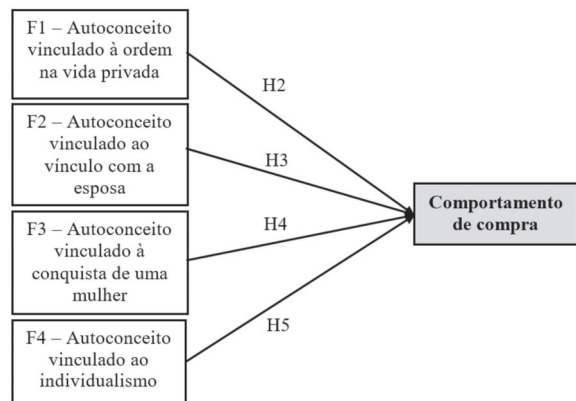 F1 – Autoconceito
vinculado à ordem
na vida privada
H2
F2 – Autoconceito
vinculado ao
vínculo com a
esposa
H3
F3 – Autoconceito
vinculado à
conquista de uma
mulher
H4
F4 – Autoconceito
vinculado ao
individualismo
H5
Comportamento
de compra